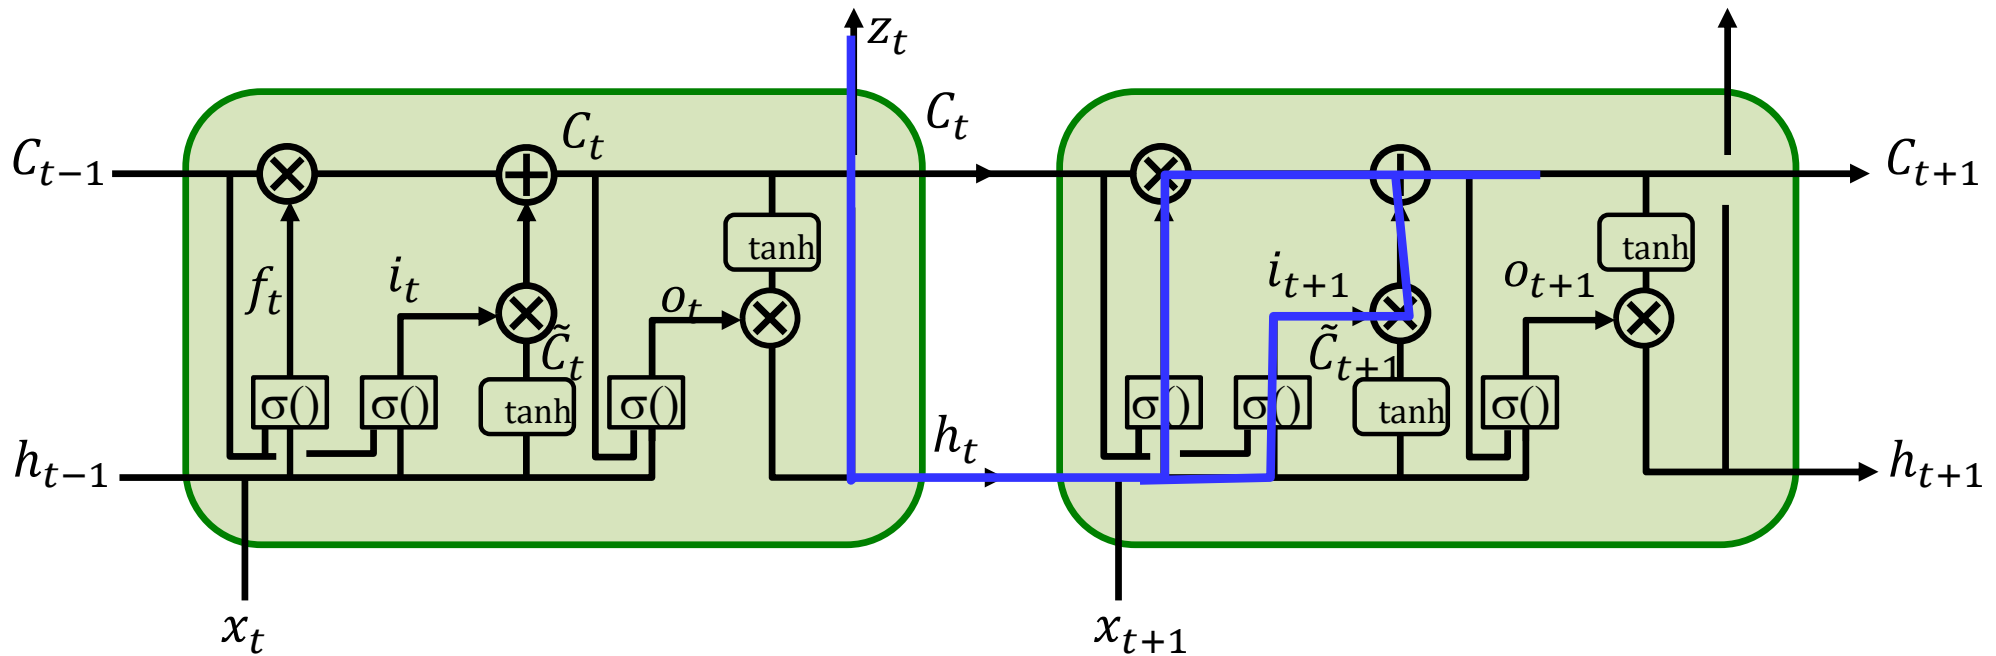 z_t
C_{t-1}
C_t
C_t
C_{t+1}
f_t
i_t
C̃_t
o_t
tanh
i_{t+1}
C̃_{t+1}
o_{t+1}
tanh
σ()
σ()
tanh
σ()
σ()
σ()
tanh
σ()
h_{t-1}
h_t
h_{t+1}
x_t
x_{t+1}